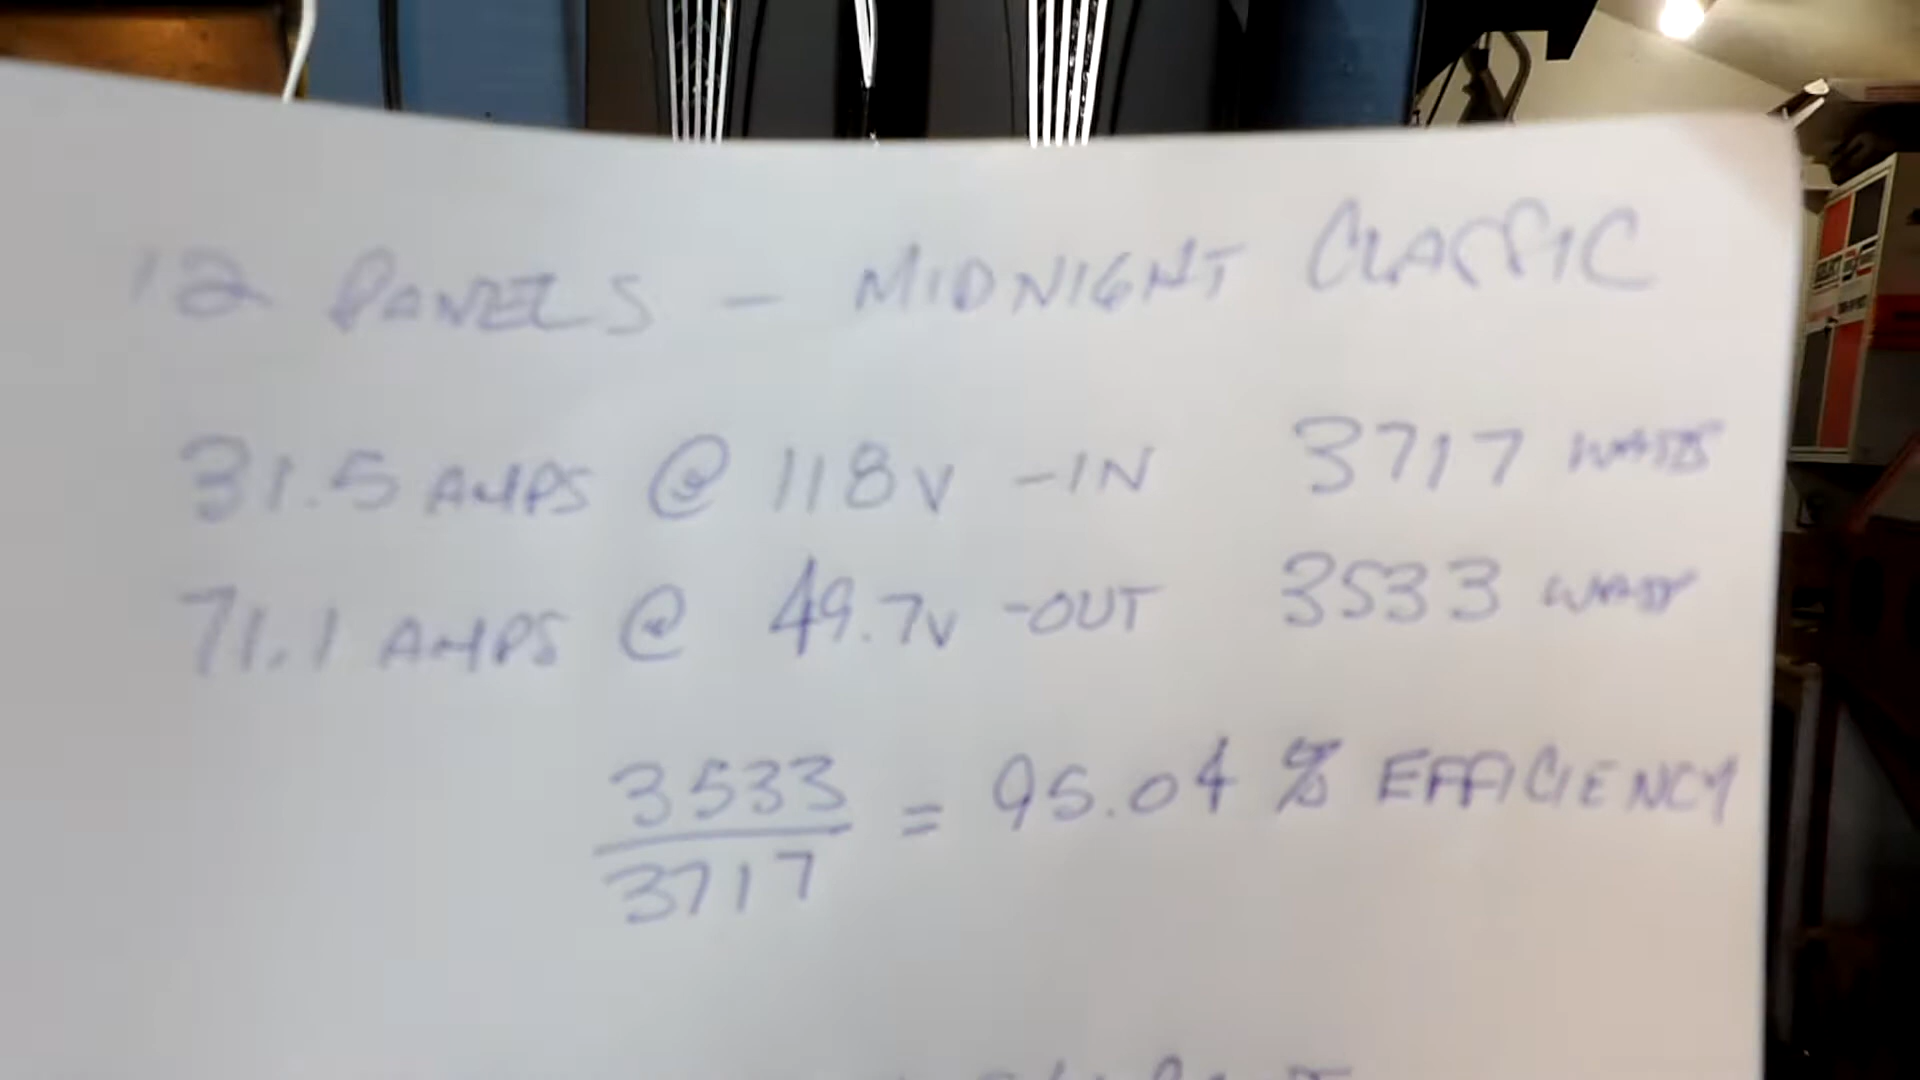 12 PANELS - MIDNIGHT CLASSIC
31.5 AMPS @ 118V -IN 3717 WATTS
71.1 AMPS @ 49.7V -OUT 3533 WATTS
3533
3717
= 95.04 % EFFICIENCY